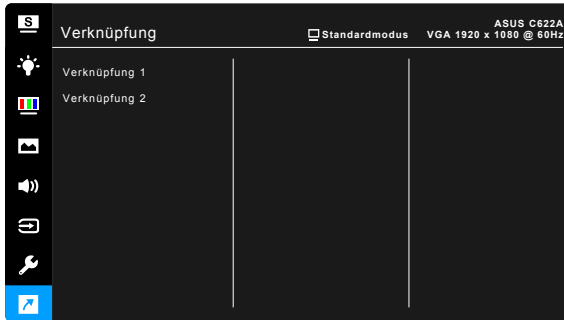 S
Verknüpfung
Standardmodus
ASUS C622A
VGA 1920 x 1080 @ 60Hz
Verknüpfung 1
Verknüpfung 2